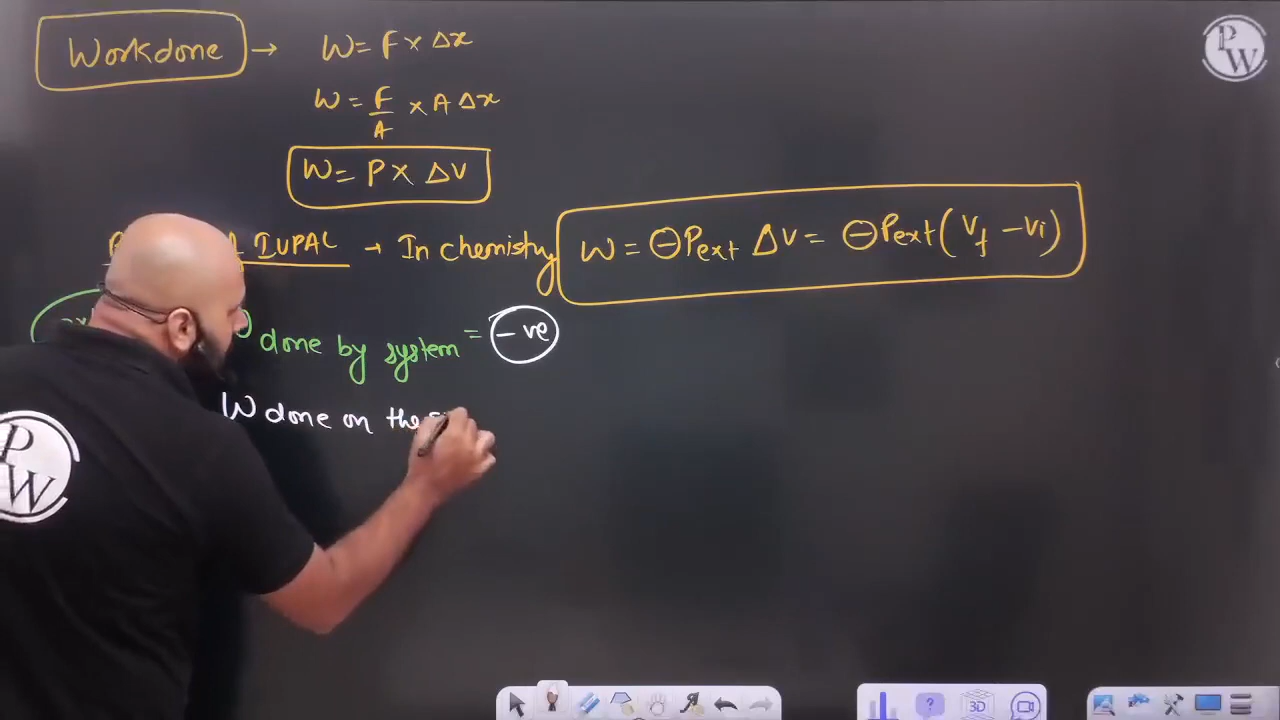 Workdone → W = F × Δx
W = F/A × A Δx
W = P × ΔV
IUPAC → In chemistry W = ⊖Pext ΔV = ⊖Pext (Vf - Vi)
done by system = -ve
W done on the
PW
PW
3D